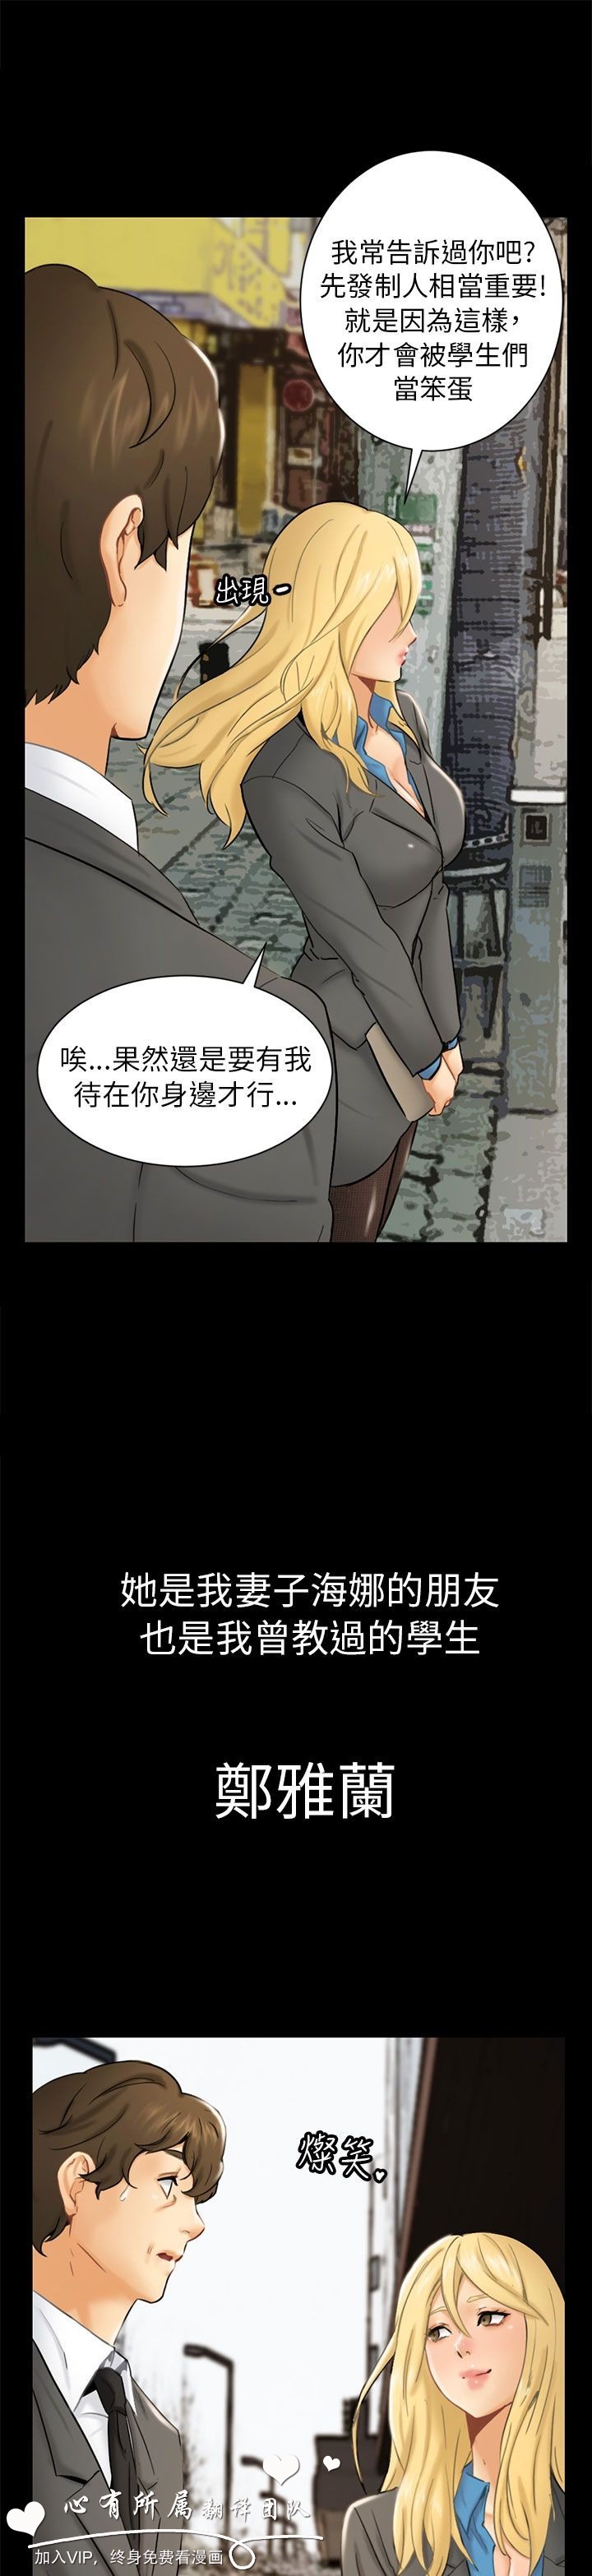 我常告訴過你吧?
先發制人相當重要!
就是因為這樣,
你才會被學生們
當笨蛋
出現-
唉...果然還是要有我
待在你身邊才行...
她是我妻子海娜的朋友
也是我曾教過的學生
鄭雅蘭
燦笑
心有所属翻译团队
加入VIP，终身免费看漫画